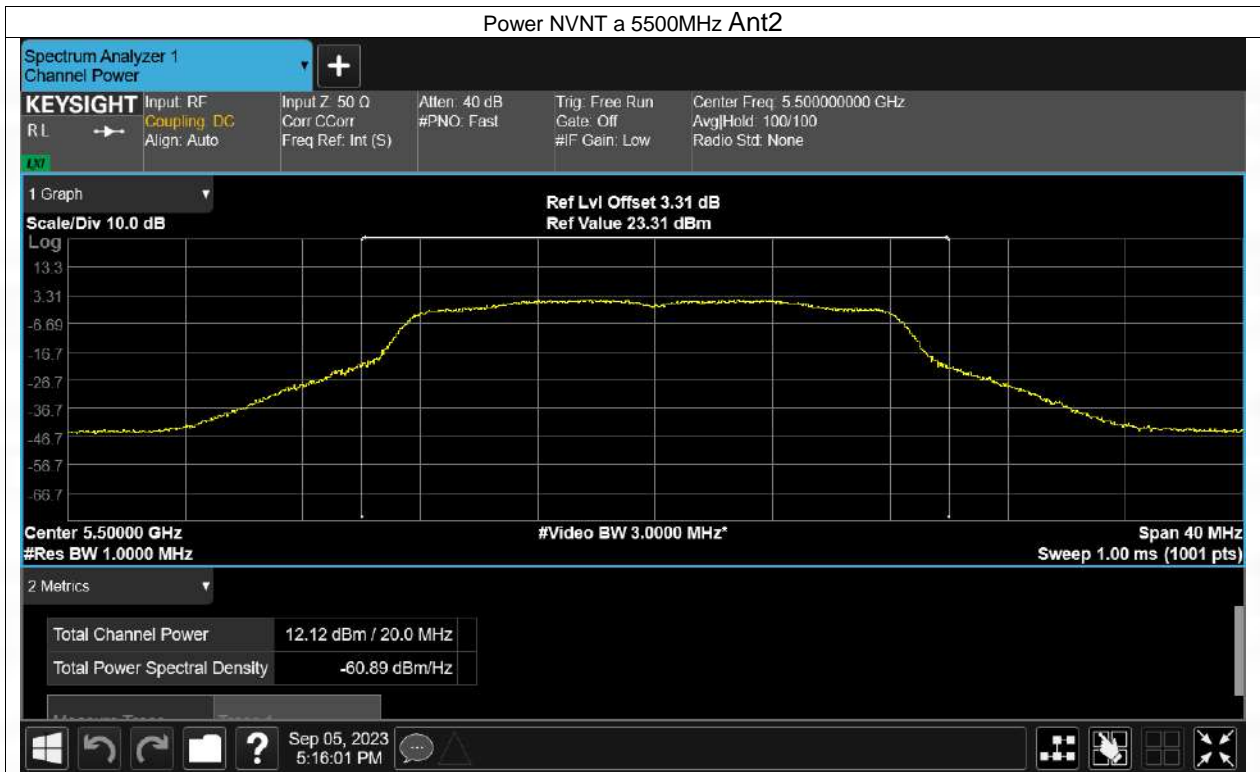 Power NVNT a 5500MHz Ant2
Spectrum Analyzer 1
Channel Power
KEYSIGHT
R L
LXI
Input: RF
Coupling: DC
Align: Auto
Input Z: 50 Ω
Corr CCorr
Freq Ref: Int (S)
Atten: 40 dB
#PNO: Fast
Trig: Free Run
Gate: Off
#IF Gain: Low
Center Freq: 5.500000000 GHz
Avg|Hold: 100/100
Radio Std: None
1 Graph
Scale/Div 10.0 dB
Ref Lvl Offset 3.31 dB
Ref Value 23.31 dBm
Log
13.3
3.31
-6.69
-16.7
-26.7
-36.7
-46.7
-56.7
-66.7
Center 5.50000 GHz
#Res BW 1.0000 MHz
#Video BW 3.0000 MHz*
Span 40 MHz
Sweep 1.00 ms (1001 pts)
2 Metrics
Total Channel Power 12.12 dBm / 20.0 MHz
Total Power Spectral Density -60.89 dBm/Hz
?
Sep 05, 2023
5:16:01 PM